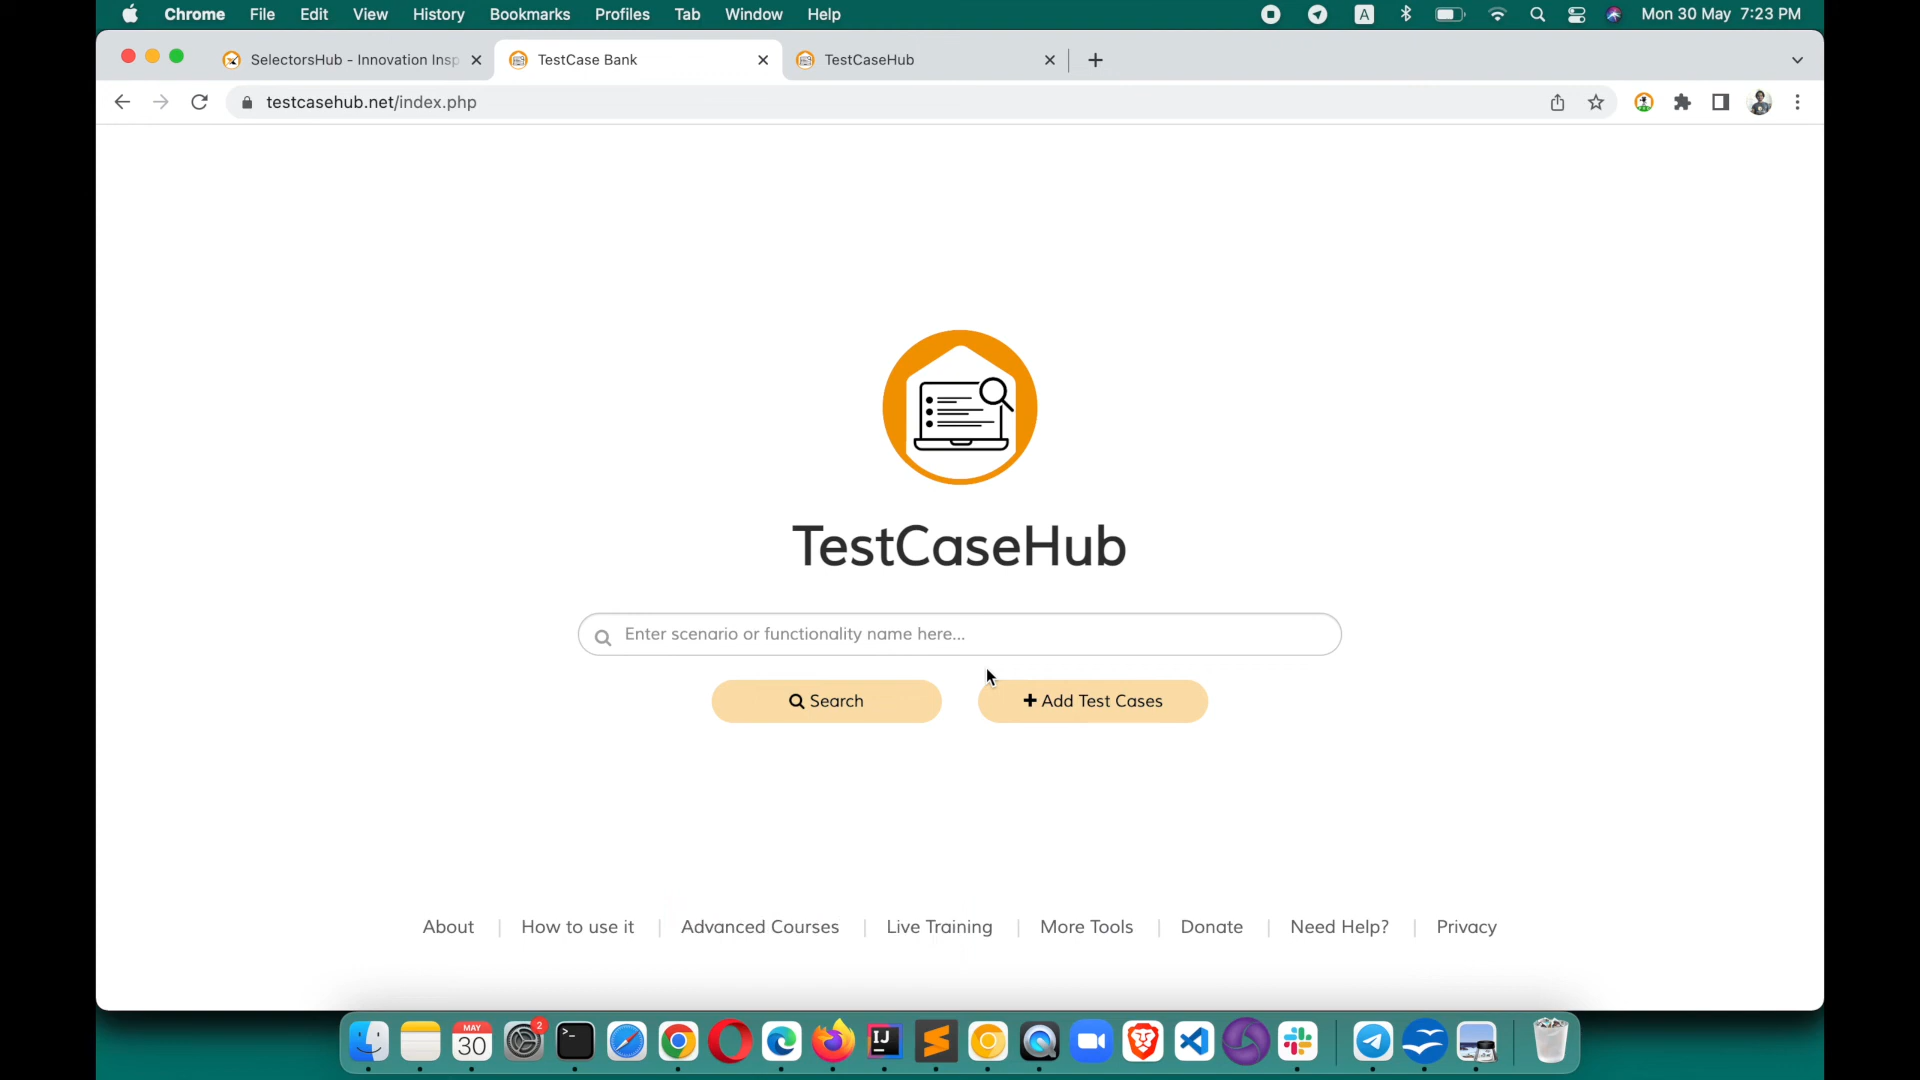 Chrome File Edit View History Bookmarks Profiles Tab Window Help A Mon 30 May 7:23 PM
SelectorsHub - Innovation Insp TestCase Bank TestCaseHub
testcasehub.net/index.php
TestCaseHub
Enter scenario or functionality name here...
Search + Add Test Cases
About | How to use it | Advanced Courses | Live Training | More Tools | Donate | Need Help? | Privacy
MAY 30 2 >_ IJ